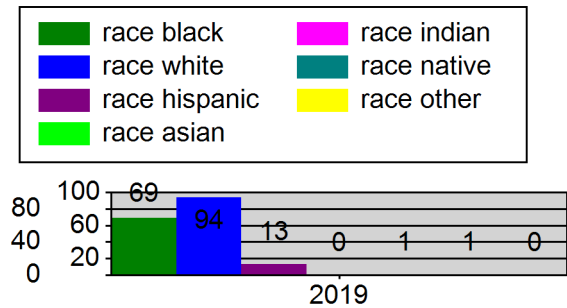 race black race indian
race white race native
race hispanic race other
race asian
100
80
60
40
20
0
69 94 13 0 1 1 0
2019